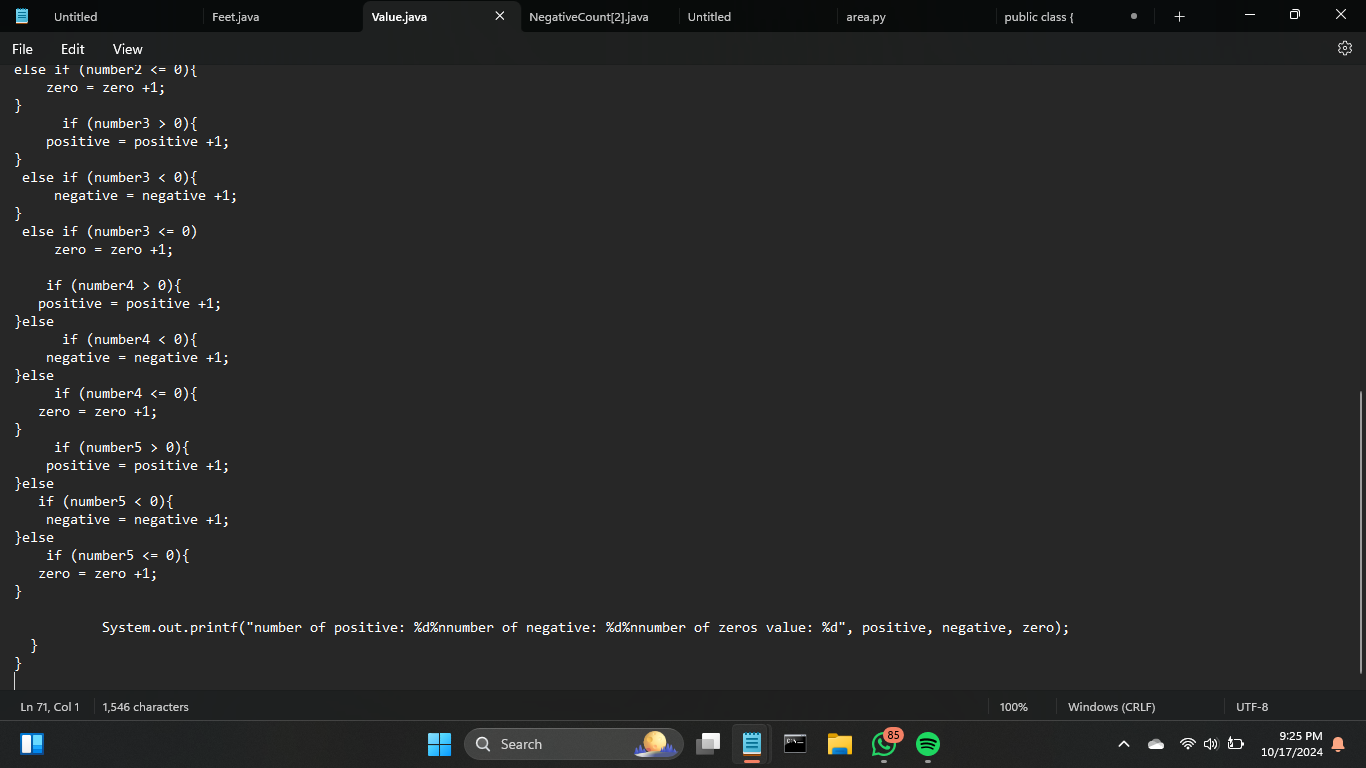 Untitled
Feet.java
Value.java
NegativeCount[2].java
Untitled
area.py
public class {
File Edit View
else if (number2 <= 0){
zero = zero +1;
}
if (number3 > 0){
positive = positive +1;
}
else if (number3 < 0){
negative = negative +1;
}
else if (number3 <= 0)
zero = zero +1;
if (number4 > 0){
positive = positive +1;
}else
if (number4 < 0){
negative = negative +1;
}else
if (number4 <= 0){
zero = zero +1;
}
if (number5 > 0){
positive = positive +1;
}else
if (number5 < 0){
negative = negative +1;
}else
if (number5 <= 0){
zero = zero +1;
}
System.out.printf("number of positive: %d%nnumber of negative: %d%nnumber of zeros value: %d", positive, negative, zero);
}
}
Ln 71, Col 1 1,546 characters 100% Windows (CRLF) UTF-8
Search
85
9:25 PM
10/17/2024